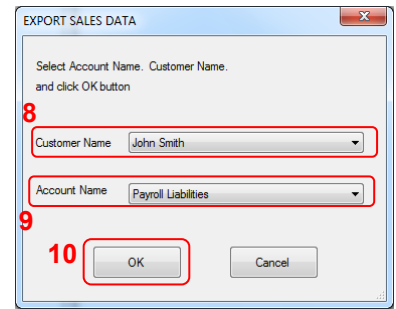 EXPORT SALES DATA
Select Account Name. Customer Name.
and click OK button
8
Customer Name John Smith
Account Name Payroll Liabilities
9
10 OK Cancel